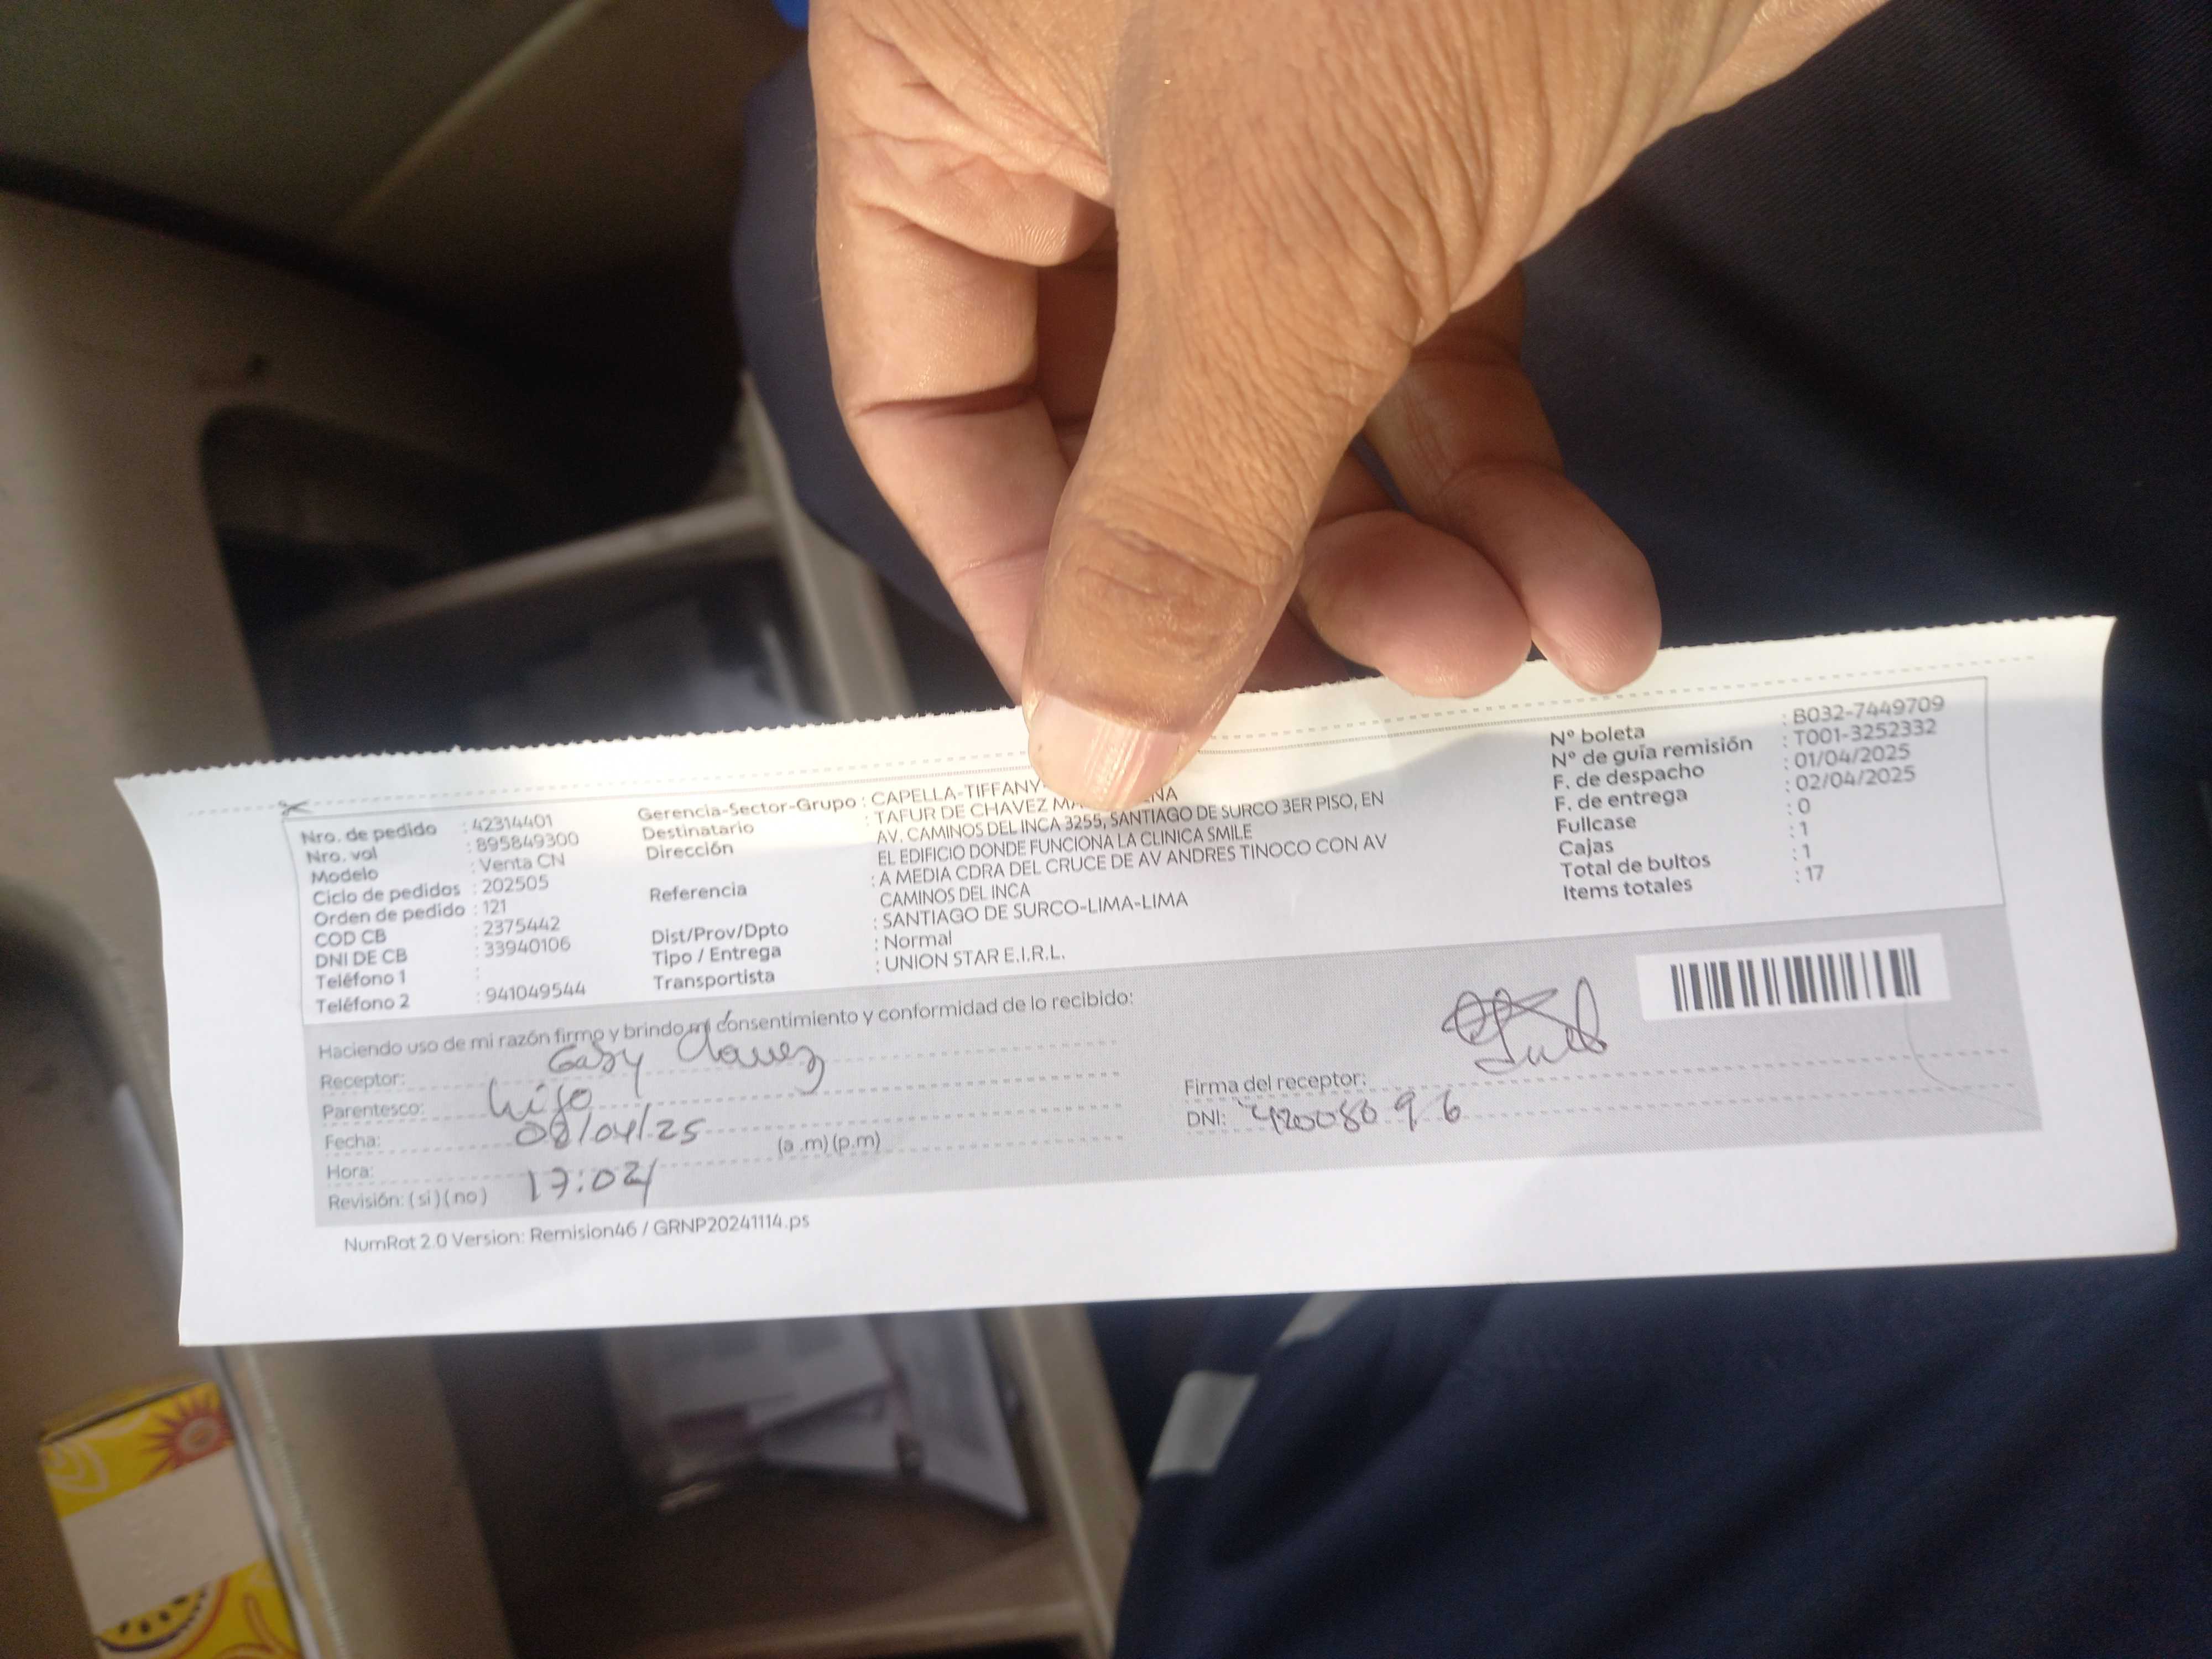 Nro. de pedido : 42314401
Nro. vol : 895849300
Modelo : Venta CN
Ciclo de pedidos : 202505
Orden de pedido : 121
COD CB : 2375442
DNI DE CB : 33940106
Teléfono 1 :
Teléfono 2 : 941049544
Gerencia-Sector-Grupo : CAPELLA-TIFFANY-
Destinatario : TAFUR DE CHAVEZ
Dirección : AV. CAMINOS DEL INCA 3255, SANTIAGO DE SURCO 3ER PISO, EN
EL EDIFICIO DONDE FUNCIONA LA CLINICA SMILE
Referencia : A MEDIA CDRA DEL CRUCE DE AV ANDRES TINOCO CON AV
CAMINOS DEL INCA
Dist/Prov/Dpto : SANTIAGO DE SURCO-LIMA-LIMA
Tipo / Entrega : Normal
Transportista : UNION STAR E.I.R.L.
Nº boleta : B032-7449709
Nº de guía remisión : T001-3252332
F. de despacho : 01/04/2025
F. de entrega : 02/04/2025
Fullcase : 0
Cajas : 1
Total de bultos : 1
Items totales : 17
Haciendo uso de mi razón firmo y brindo mi consentimiento y conformidad de lo recibido:
Receptor: Gasy Chavez
Parentesco: hijo
Fecha: 08/04/25
Hora: 17:02 (a .m) (p.m)
Revisión: ( si ) ( no )
Firma del receptor:
DNI: 42008096
NumRot 2.0 Version: Remision46 / GRNP20241114.ps